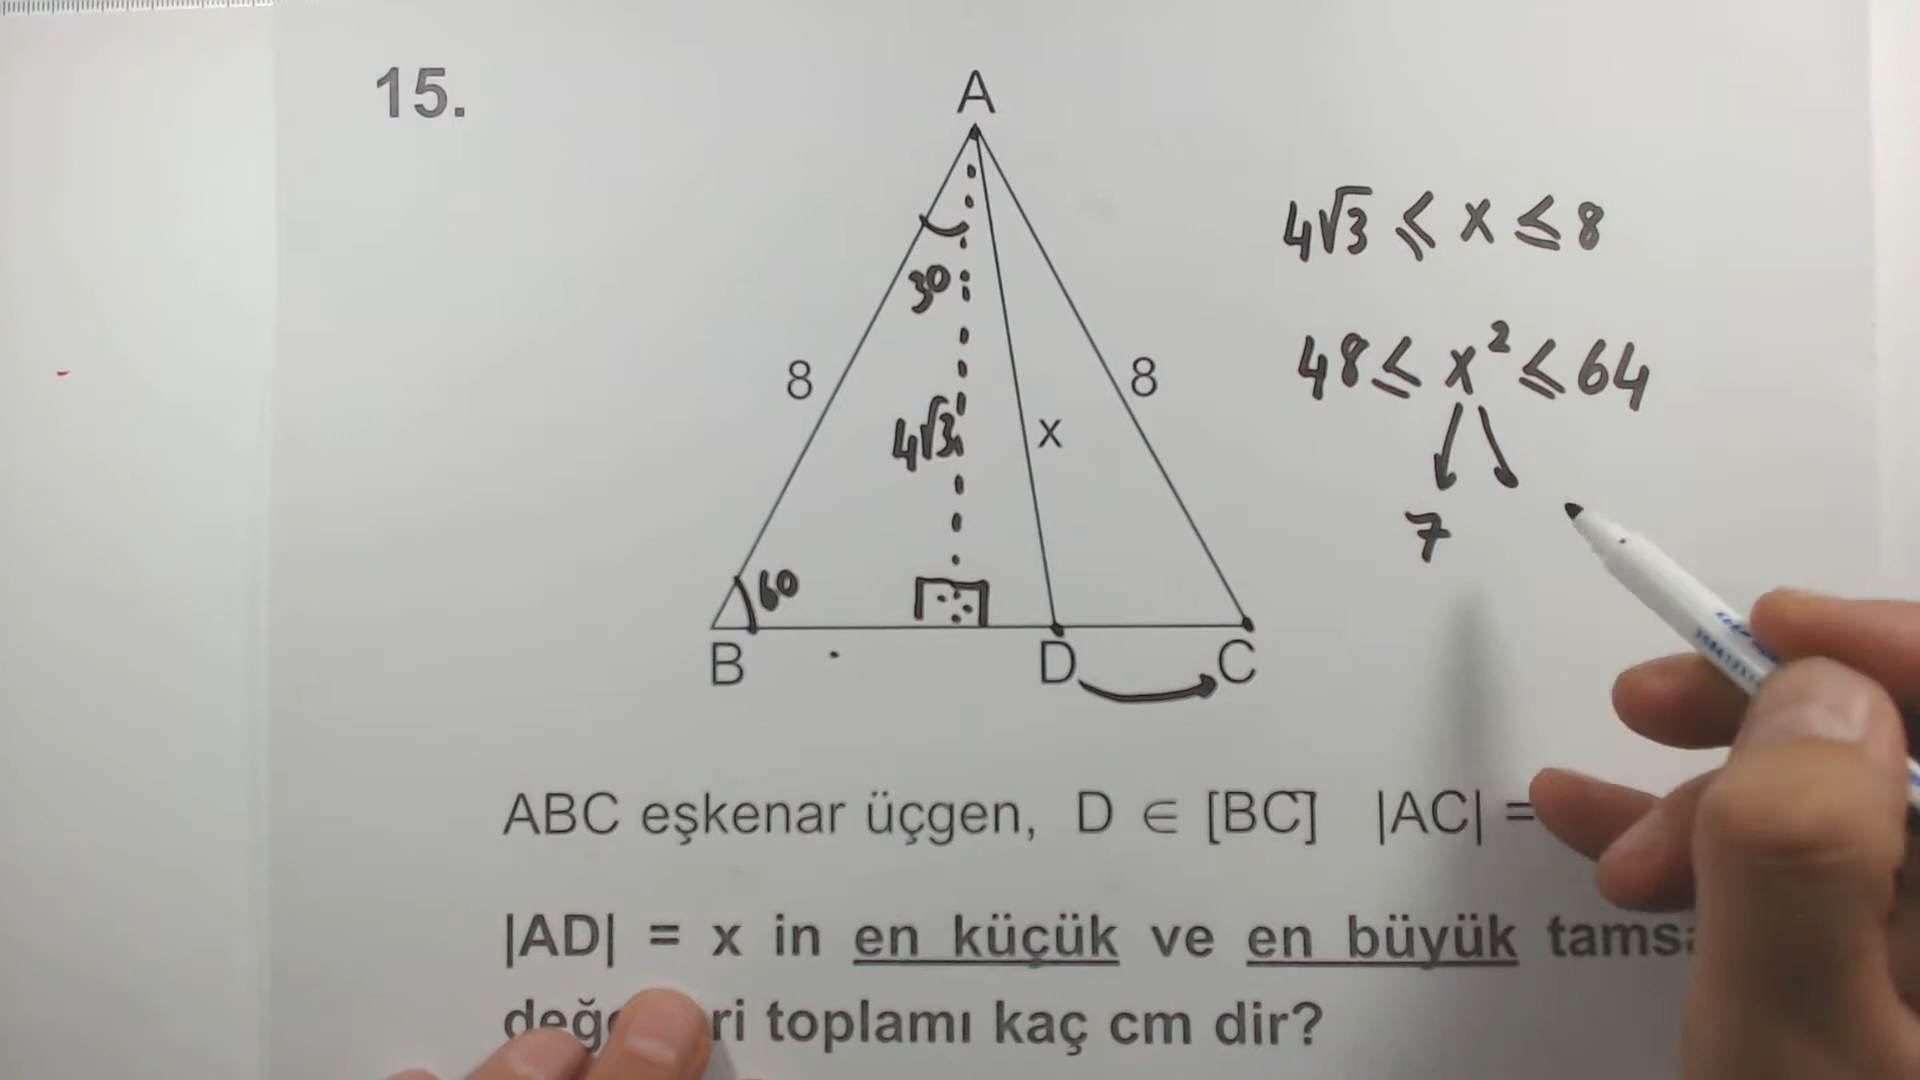 15.
A
30
8
8
4√3
x
60
B
D
C
4√3 ≤ x ≤ 8
48 ≤ x² ≤ 64
7
ABC eşkenar üçgen, D ∈ [BC] |AC| =
|AD| = x in en küçük ve en büyük
toplamı kaç cm dir?